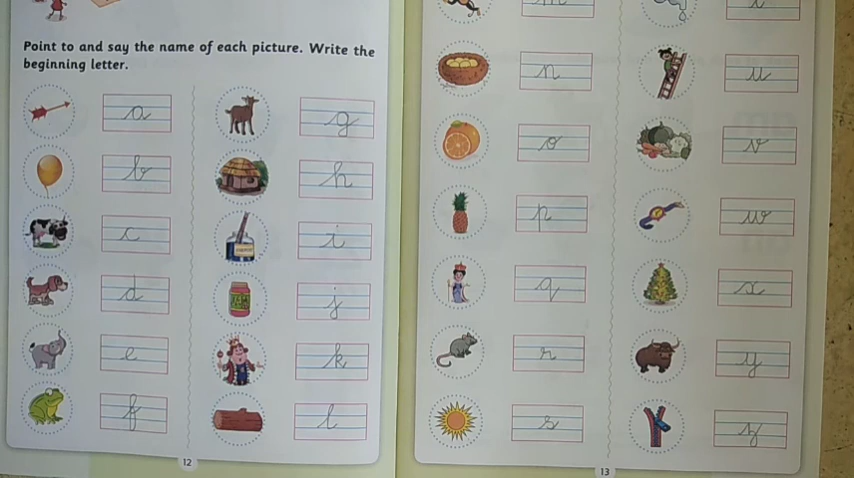 Point to and say the name of each picture. Write the
beginning letter.
a
b
c
d
e
f
g
h
i
j
k
l
12
m
n
o
p
q
r
s
t
u
v
w
x
y
z
13